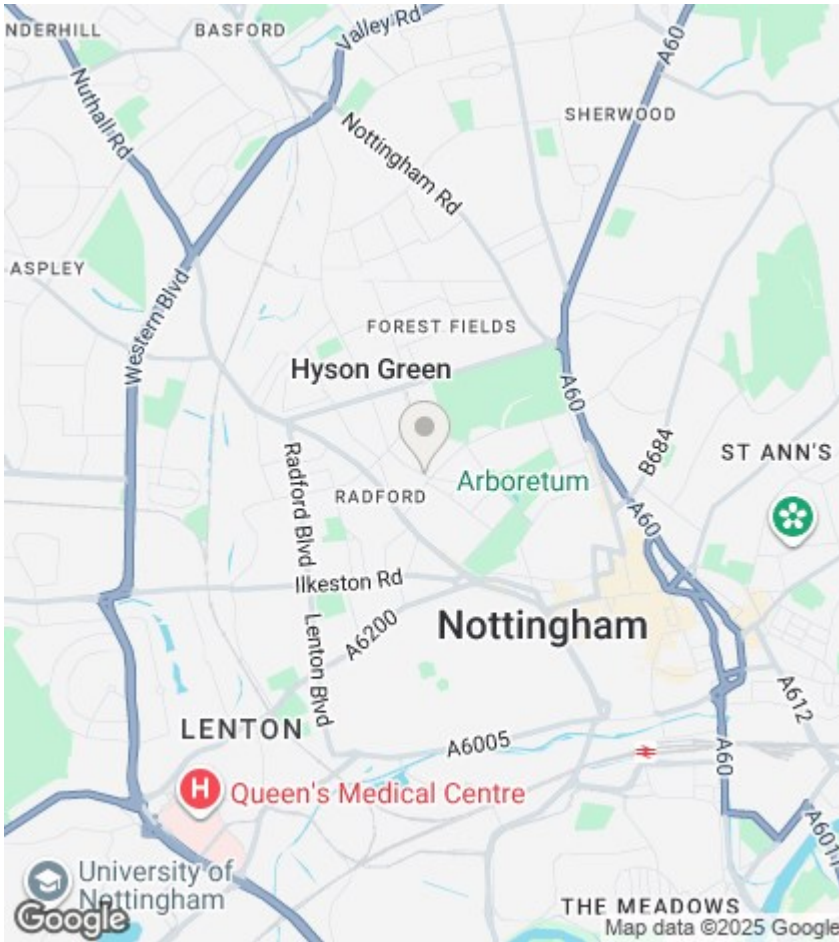 NDERHILL
BASFORD
Valley Rd
A60
Nuthall Rd
Nottingham Rd
SHERWOOD
ASPLEY
Western Blvd
FOREST FIELDS
Hyson Green
A60
B684
ST ANN'S
Radford Blvd
RADFORD
Arboretum
A60
Ilkeston Rd
A6200
Nottingham
Lenton Blvd
LENTON
A6005
A60
A612
H
Queen's Medical Centre
A6011
University of
Nottingham
THE MEADOWS
Google
Map data ©2025 Google